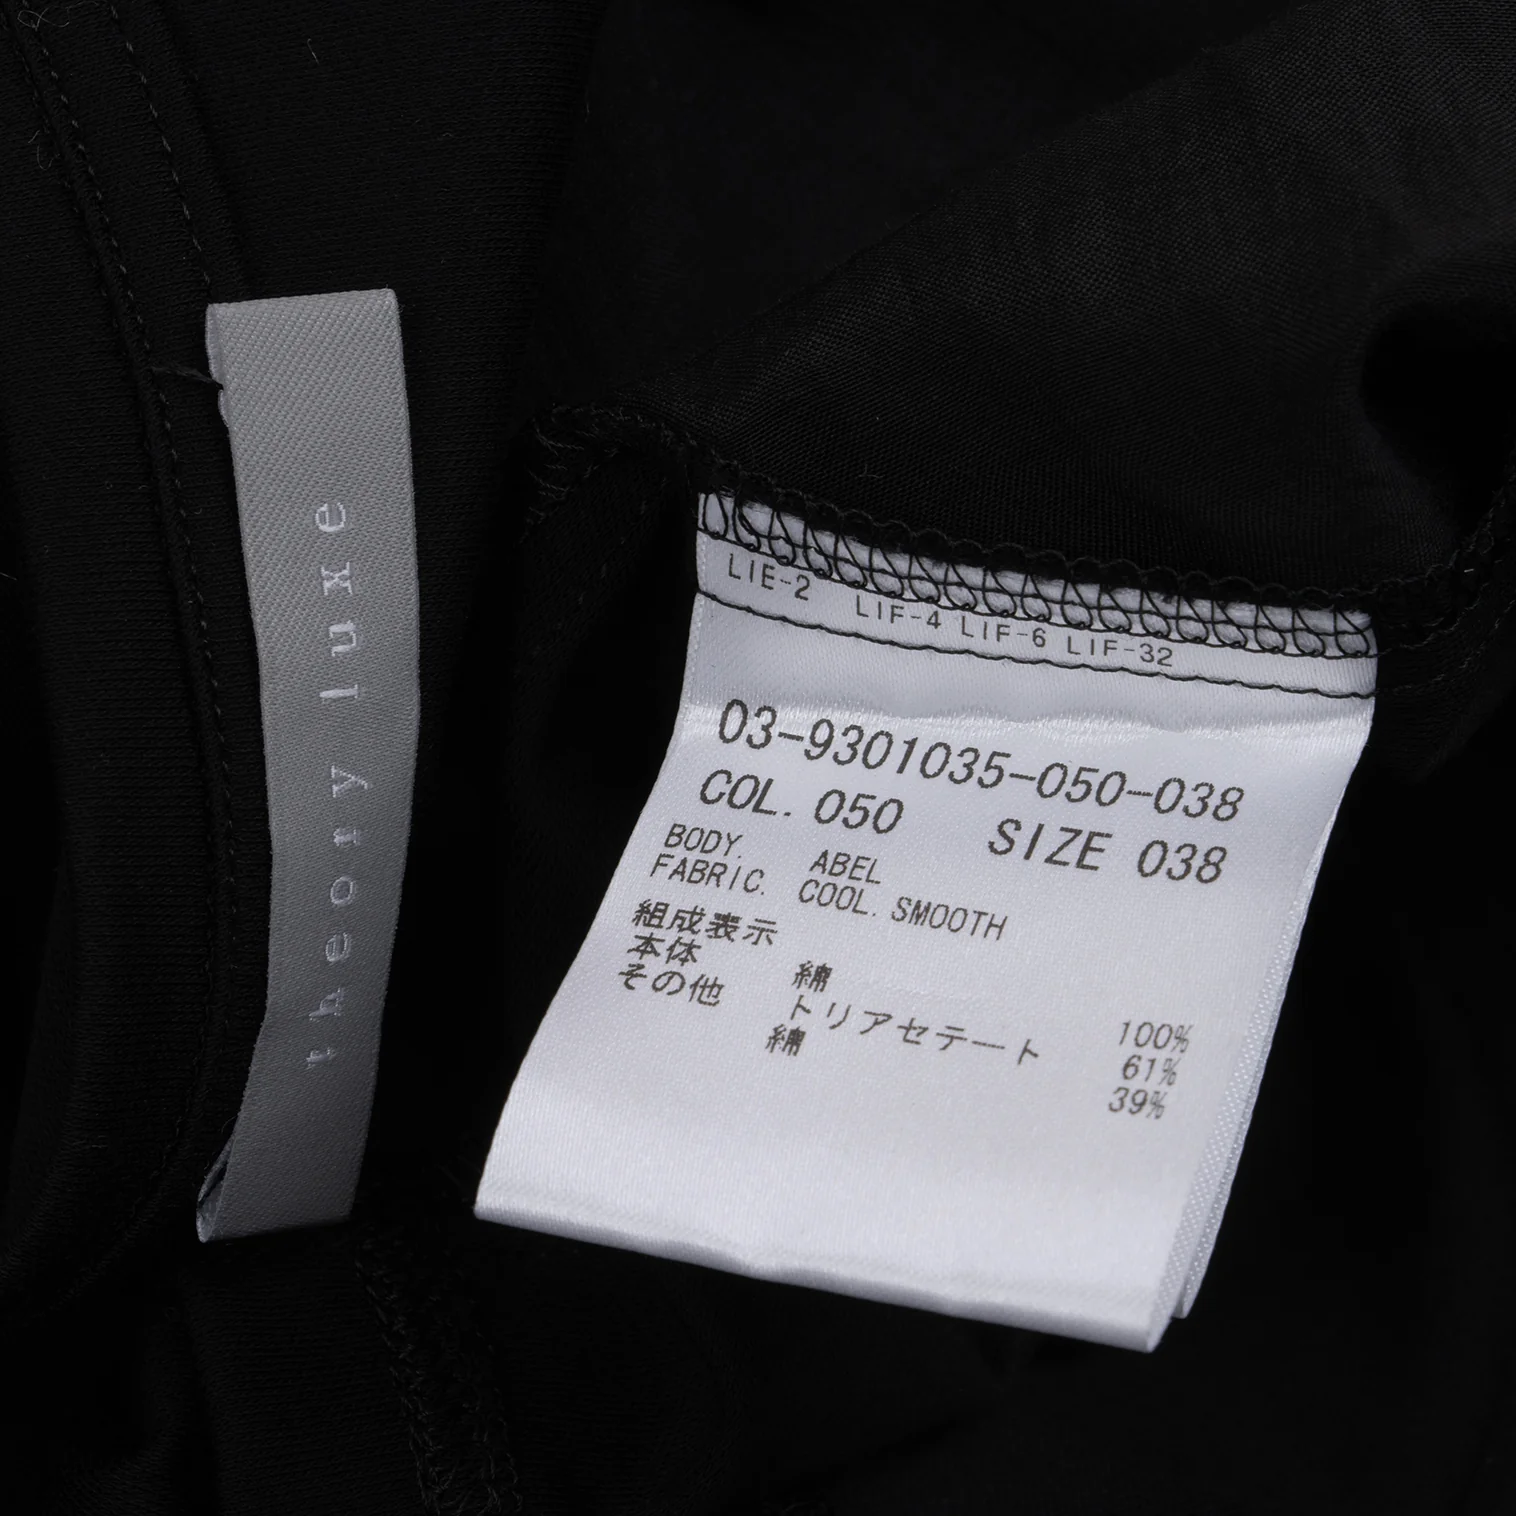 theory luxe
LIE-2 LIF-4 LIF-6 LIF-32
03-9301035-050-038
COL. 050 SIZE 038
BODY. ABEL
FABRIC. COOL. SMOOTH
組成表示
本体 綿 100%
その他 トリアセテート 61%
綿 39%